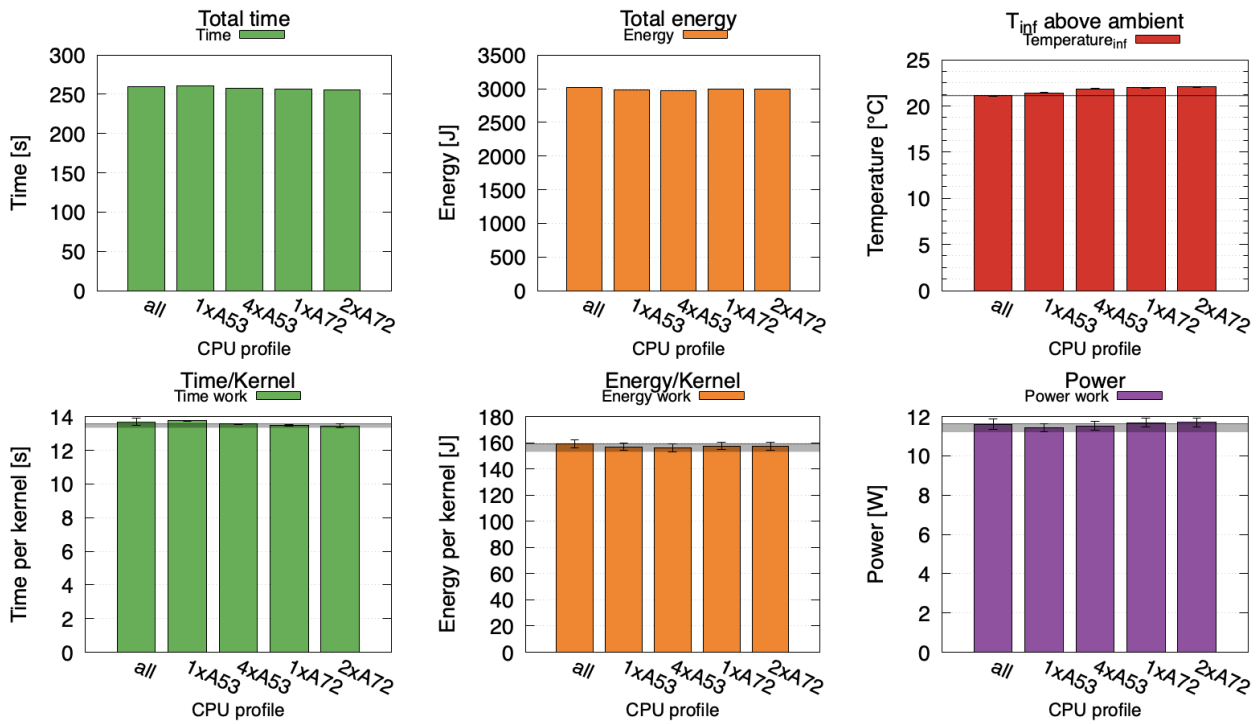 Total time
Time
Time [s]
300
250
200
150
100
50
0
all
1xA53
4xA53
1xA72
2xA72
CPU profile
Total energy
Energy
Energy [J]
3500
3000
2500
2000
1500
1000
500
0
all
1xA53
4xA53
1xA72
2xA72
CPU profile
Tinf above ambient
Temperatureinf
Temperature [°C]
25
20
15
10
5
0
all
1xA53
4xA53
1xA72
2xA72
CPU profile
Time/Kernel
Time work
Time per kernel [s]
14
12
10
8
6
4
2
0
all
1xA53
4xA53
1xA72
2xA72
CPU profile
Energy/Kernel
Energy work
Energy per kernel [J]
180
160
140
120
100
80
60
40
20
0
all
1xA53
4xA53
1xA72
2xA72
CPU profile
Power
Power work
Power [W]
12
10
8
6
4
2
0
all
1xA53
4xA53
1xA72
2xA72
CPU profile